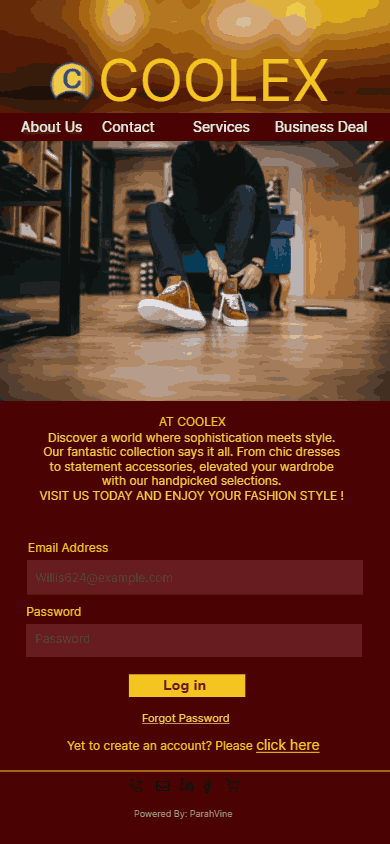 C COOLEX
About Us Contact Services Business Deal
AT COOLEX
Discover a world where sophistication meets style.
Our fantastic collection says it all. From chic dresses
to statement accessories, elevated your wardrobe
with our handpicked selections.
VISIT US TODAY AND ENJOY YOUR FASHION STYLE !
Email Address
Willis624@example.com
Password
Password
Log in
Forgot Password
Yet to create an account? Please click here
Powered By: ParahVine